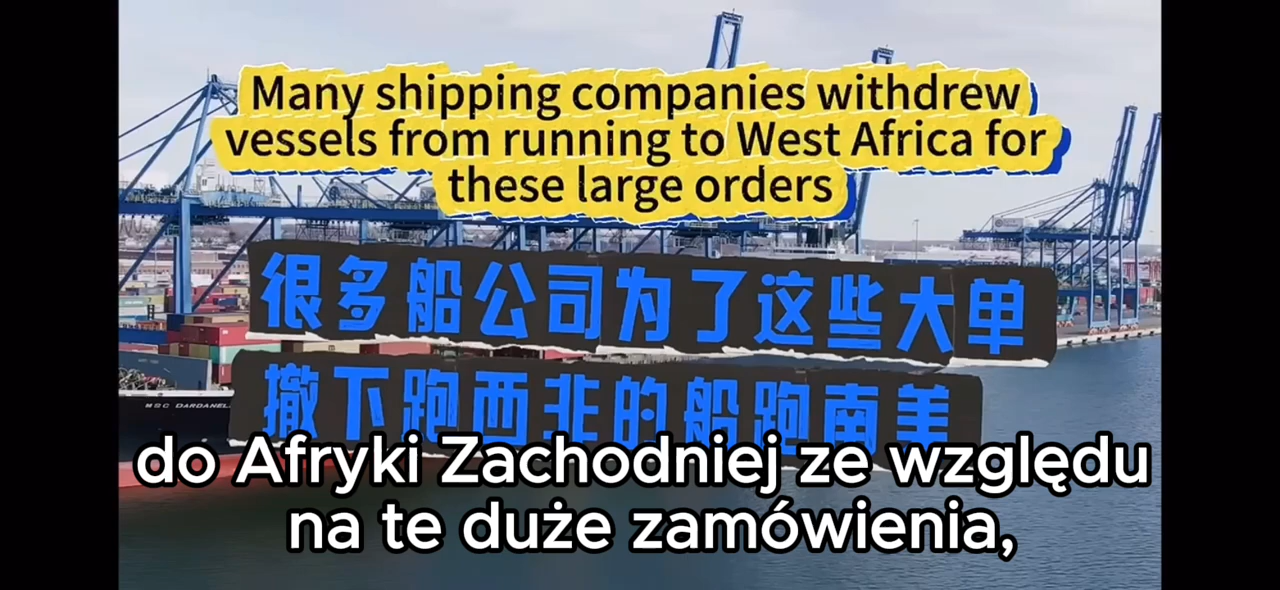 Many shipping companies withdrew
vessels from running to West Africa for
these large orders
很多船公司为了这些大单
撤下跑西非的船跑南美
MSC DARDANEL
do Afryki Zachodniej ze względu
na te duże zamówienia,